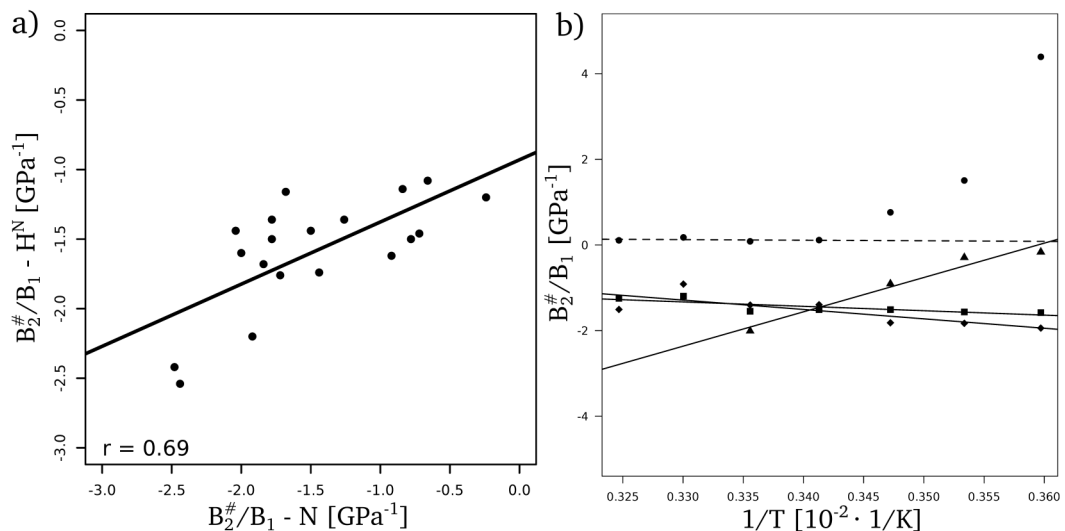 a)
B₂#/B₁ - Hᴺ [GPa⁻¹]
0.0
-0.5
-1.0
-1.5
-2.0
-2.5
-3.0
r = 0.69
-3.0 -2.5 -2.0 -1.5 -1.0 -0.5 0.0
B₂#/B₁ - N [GPa⁻¹]
b)
B₂#/B₁ [GPa⁻¹]
4
2
0
-2
-4
0.325 0.330 0.335 0.340 0.345 0.350 0.355 0.360
1/T [10⁻² · 1/K]